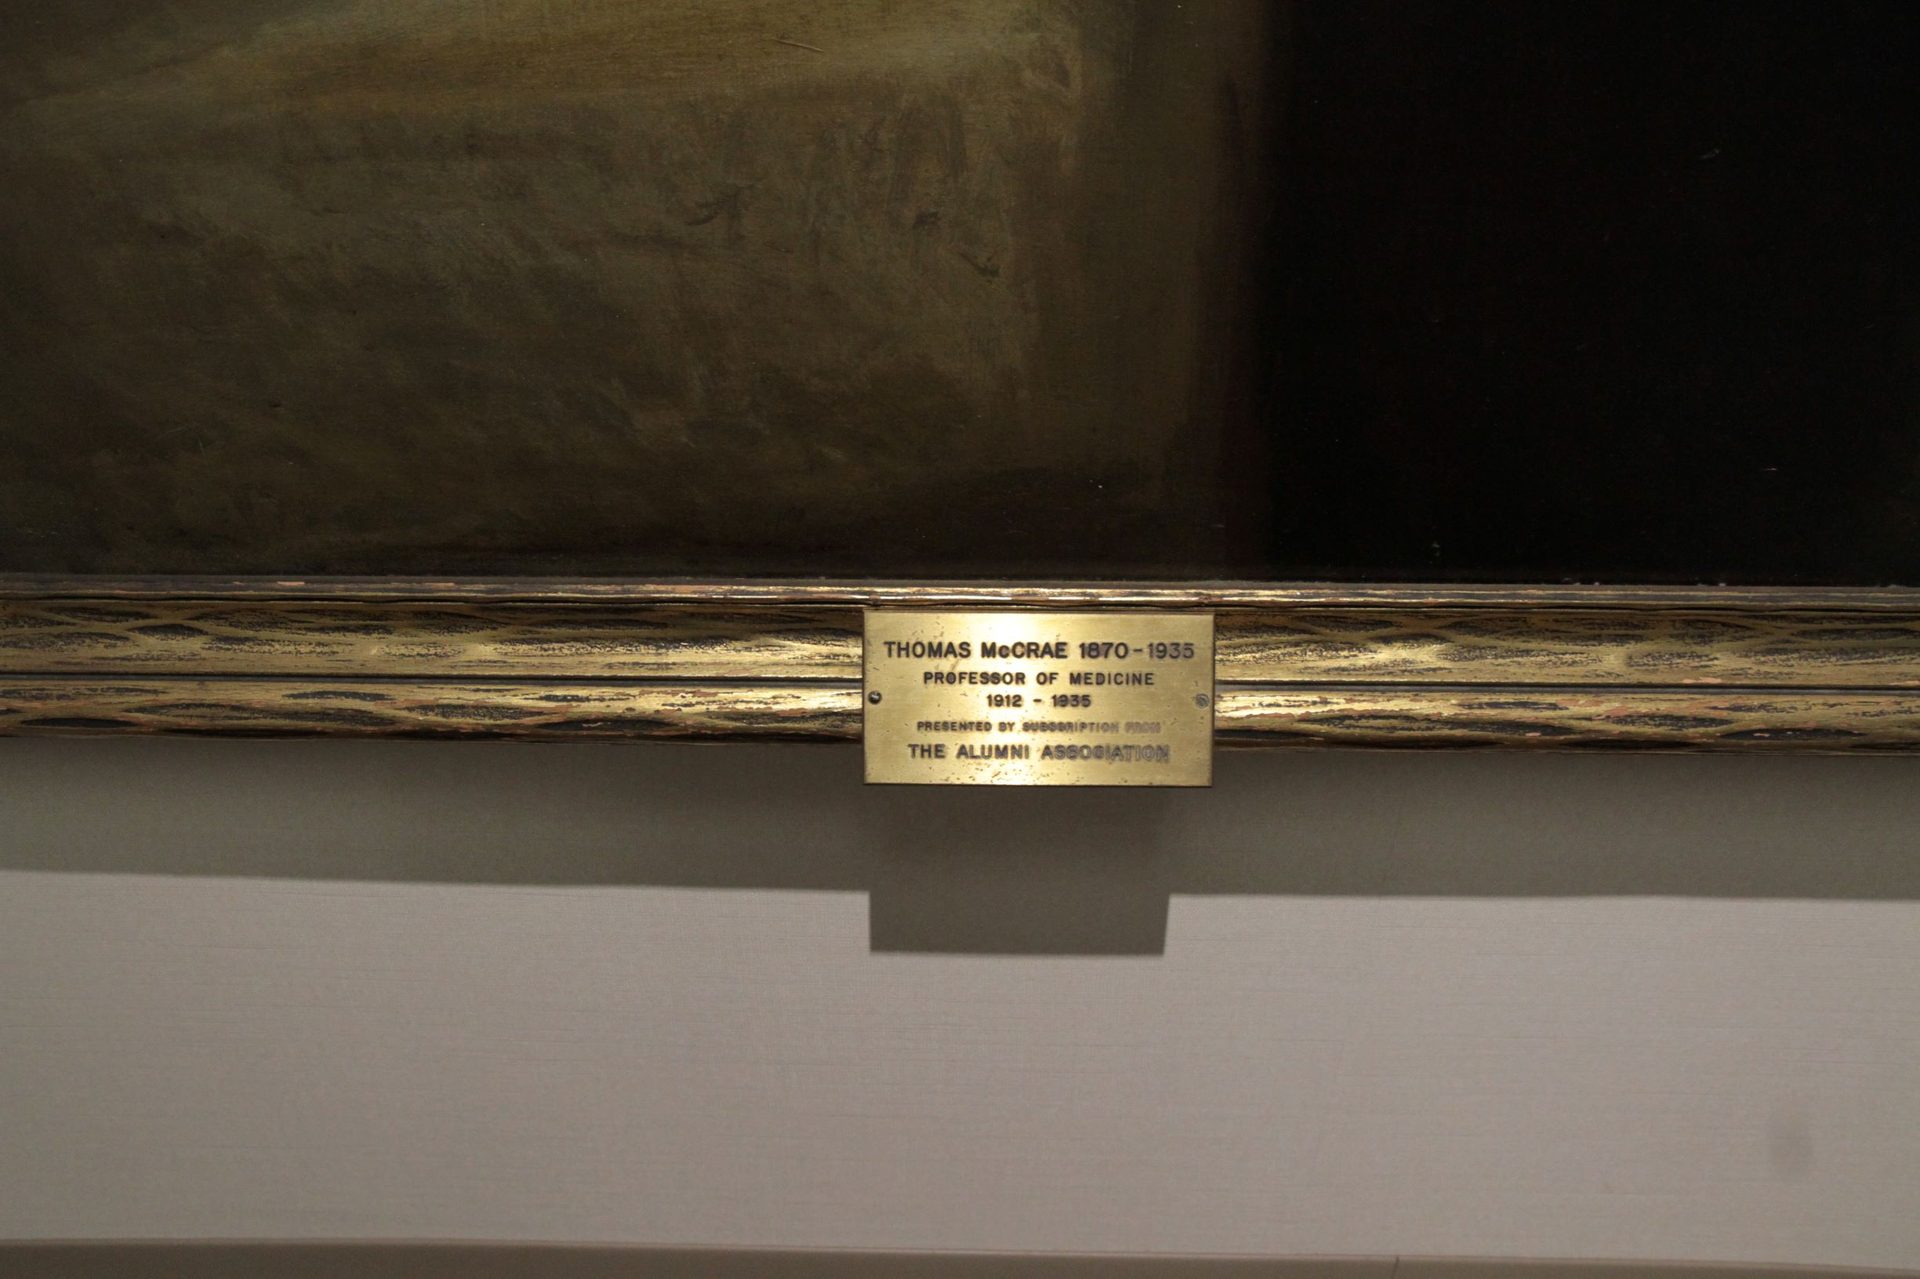 THOMAS McCRAE 1870-1935
PROFESSOR OF MEDICINE
1912 - 1935
PRESENTED BY SUBSCRIPTION FROM
THE ALUMNI ASSOCIATION